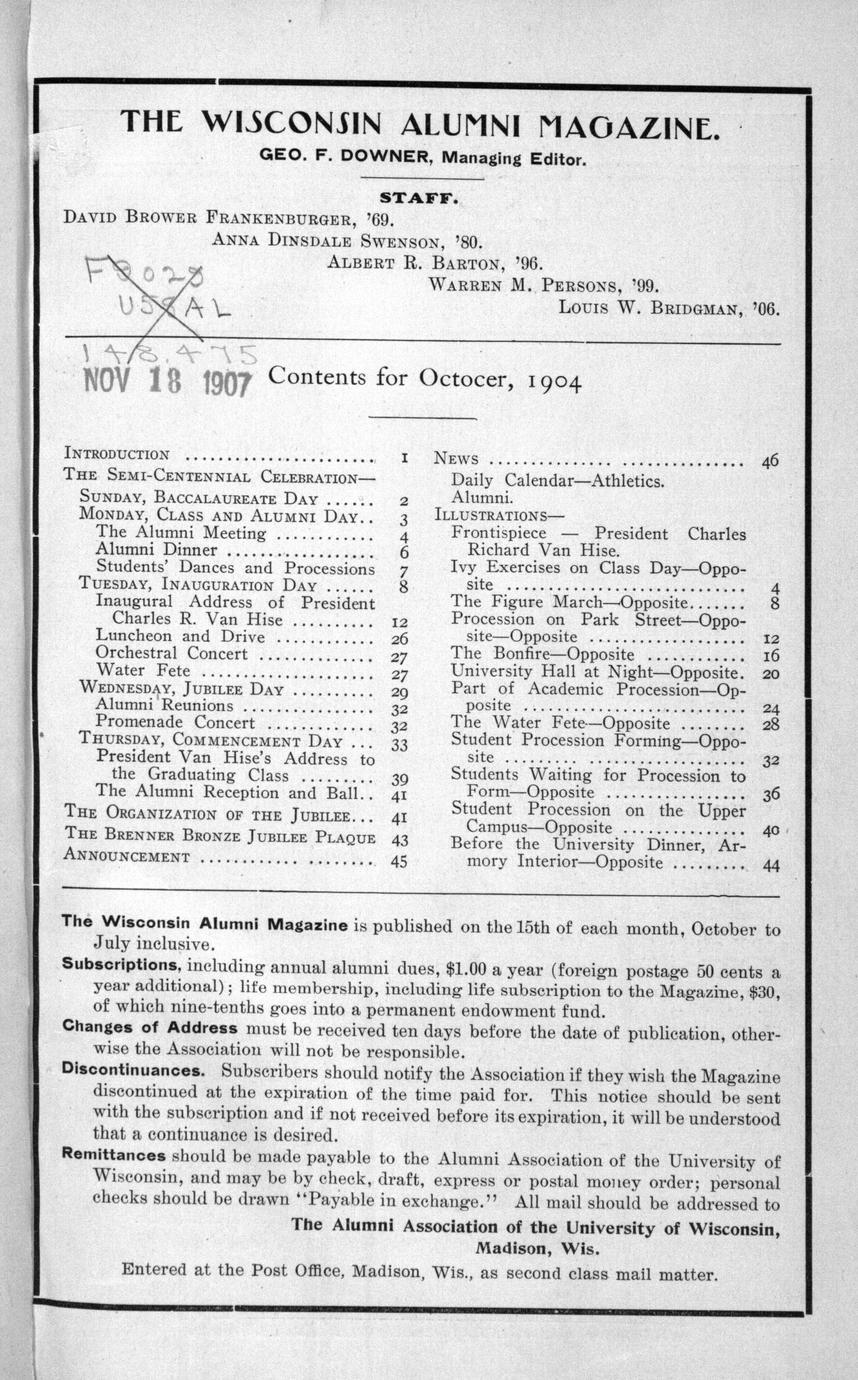 THE WISCONSIN ALUMNI MAGAZINE.
GEO. F. DOWNER, Managing Editor.
STAFF.
DAVID BROWER FRANKENBURGER, '69.
ANNA DINSDALE SWENSON, '80.
ALBERT R. BARTON, '96.
WARREN M. PERSONS, '99.
LOUIS W. BRIDGMAN, '06.
148.475
NOV 18 1907
Contents for Octocer, 1904
INTRODUCTION ....................... 1
THE SEMI-CENTENNIAL CELEBRATION—
SUNDAY, BACCALAUREATE DAY ...... 2
MONDAY, CLASS AND ALUMNI DAY.. 3
The Alumni Meeting ............ 4
Alumni Dinner .................. 6
Students' Dances and Processions 7
TUESDAY, INAUGURATION DAY ...... 8
Inaugural Address of President
Charles R. Van Hise .......... 12
Luncheon and Drive ............ 26
Orchestral Concert .............. 27
Water Fete ........................ 27
WEDNESDAY, JUBILEE DAY .......... 29
Alumni Reunions ................ 32
Promenade Concert ............. 32
THURSDAY, COMMENCEMENT DAY ... 33
President Van Hise's Address to
the Graduating Class ......... 39
The Alumni Reception and Ball.. 41
THE ORGANIZATION OF THE JUBILEE... 41
THE BRENNER BRONZE JUBILEE PLAQUE 43
ANNOUNCEMENT ............ ........ 45
NEWS ............... ............... 46
Daily Calendar—Athletics.
Alumni.
ILLUSTRATIONS—
Frontispiece — President Charles
Richard Van Hise.
Ivy Exercises on Class Day—Oppo-
site ............................. 4
The Figure March—Opposite....... 8
Procession on Park Street—Oppo-
site—Opposite ................... 12
The Bonfire—Opposite ............ 16
University Hall at Night—Opposite. 20
Part of Academic Procession—Op-
posite ........................... 24
The Water Fete—Opposite ........ 28
Student Procession Forming—Oppo-
site ......... ................... 32
Students Waiting for Procession to
Form—Opposite ................. 36
Student Procession on the Upper
Campus—Opposite ............... 40
Before the University Dinner, Ar-
mory Interior—Opposite ......... 44
The Wisconsin Alumni Magazine is published on the 15th of each month, October to
July inclusive.
Subscriptions, including annual alumni dues, $1.00 a year (foreign postage 50 cents a
year additional); life membership, including life subscription to the Magazine, $30,
of which nine-tenths goes into a permanent endowment fund.
Changes of Address must be received ten days before the date of publication, other-
wise the Association will not be responsible.
Discontinuances. Subscribers should notify the Association if they wish the Magazine
discontinued at the expiration of the time paid for. This notice should be sent
with the subscription and if not received before its expiration, it will be understood
that a continuance is desired.
Remittances should be made payable to the Alumni Association of the University of
Wisconsin, and may be by check, draft, express or postal money order; personal
checks should be drawn "Payable in exchange." All mail should be addressed to
The Alumni Association of the University of Wisconsin,
Madison, Wis.
Entered at the Post Office, Madison, Wis., as second class mail matter.